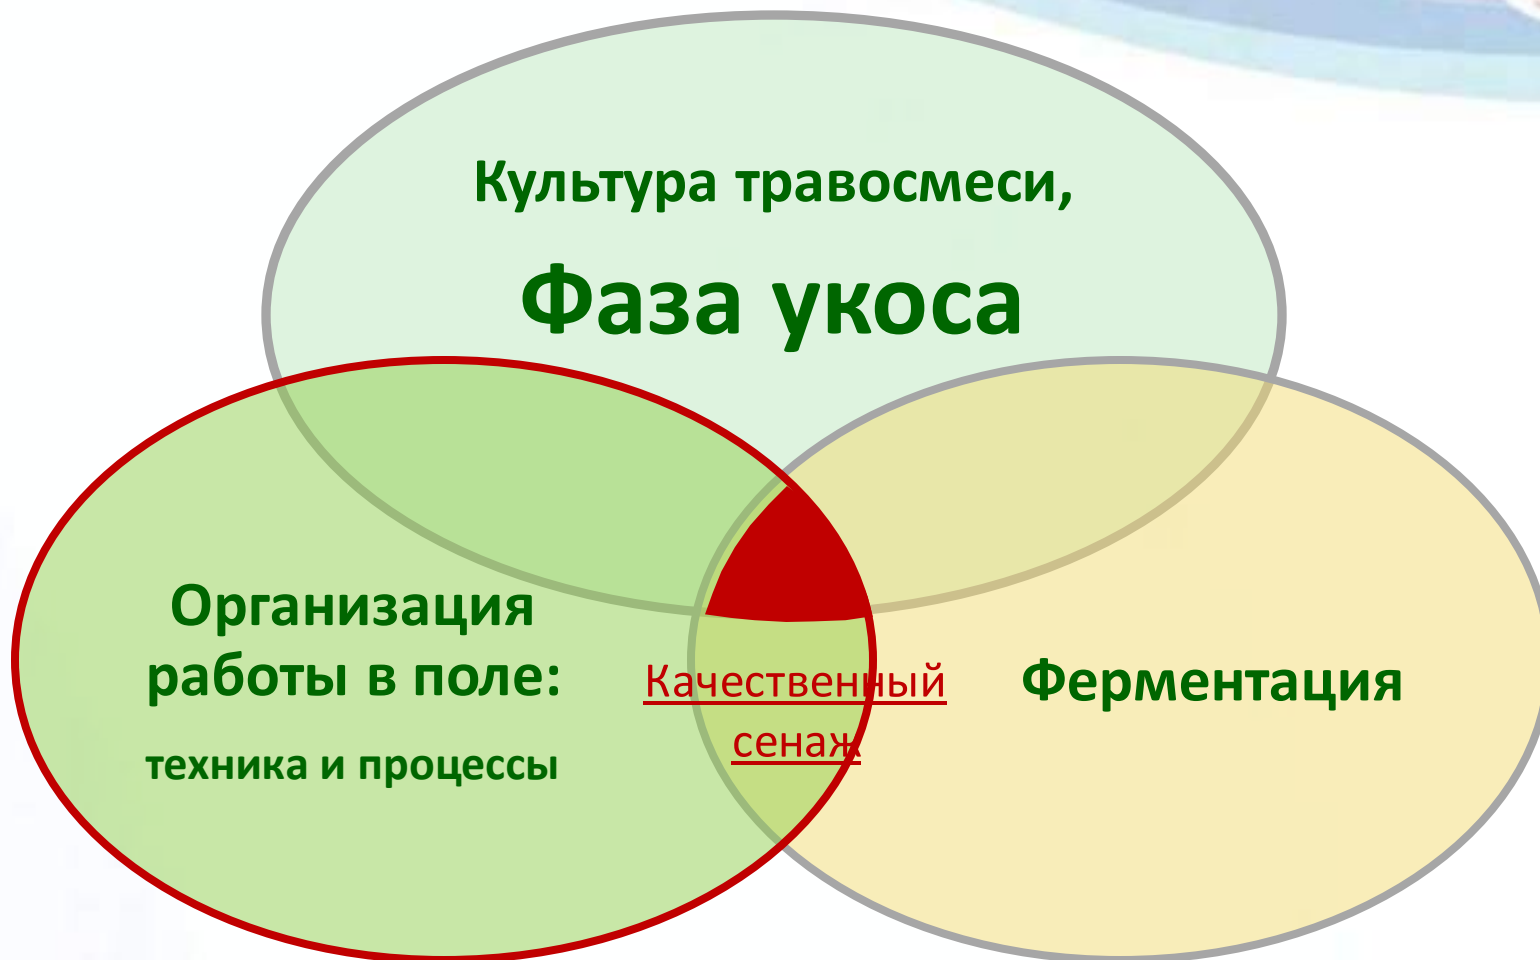 Культура травосмеси,
Фаза укоса
Организация
работы в поле:
техника и процессы
Качественный
сенаж
Ферментация